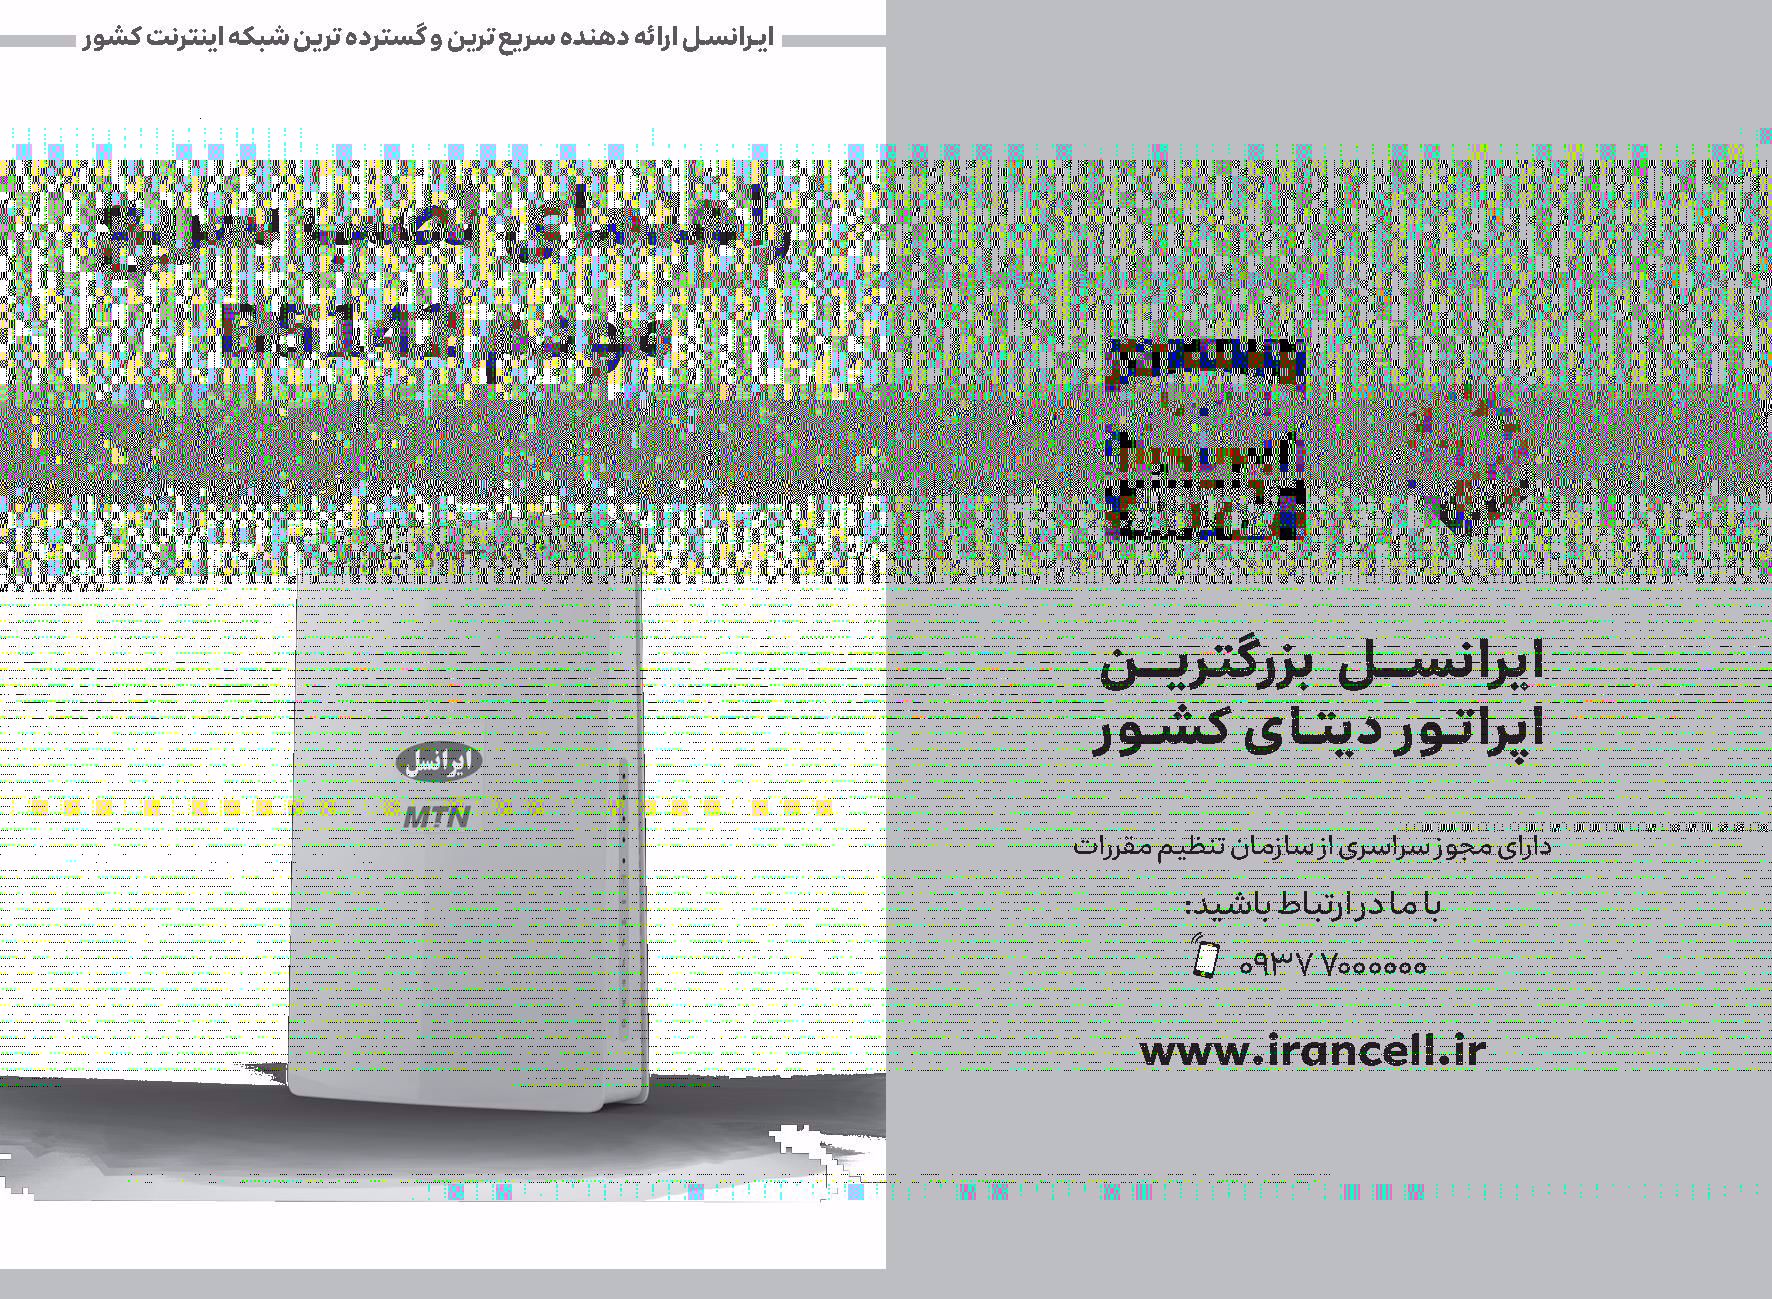 ایرانسل ارائه دهنده سریع ترین و گسترده ترین شبکه اینترنت کشور
راهنمای نصب سریع
مودم D5141
ایرانسل
MTN
ایرانسل بزرگترین
اپراتور دیتای کشور
دارای مجوز سراسری از سازمان تنظیم مقررات
با ما در ارتباط باشید:
۰۹۳۷ ۷۰۰۰۰۰۰
www.irancell.ir